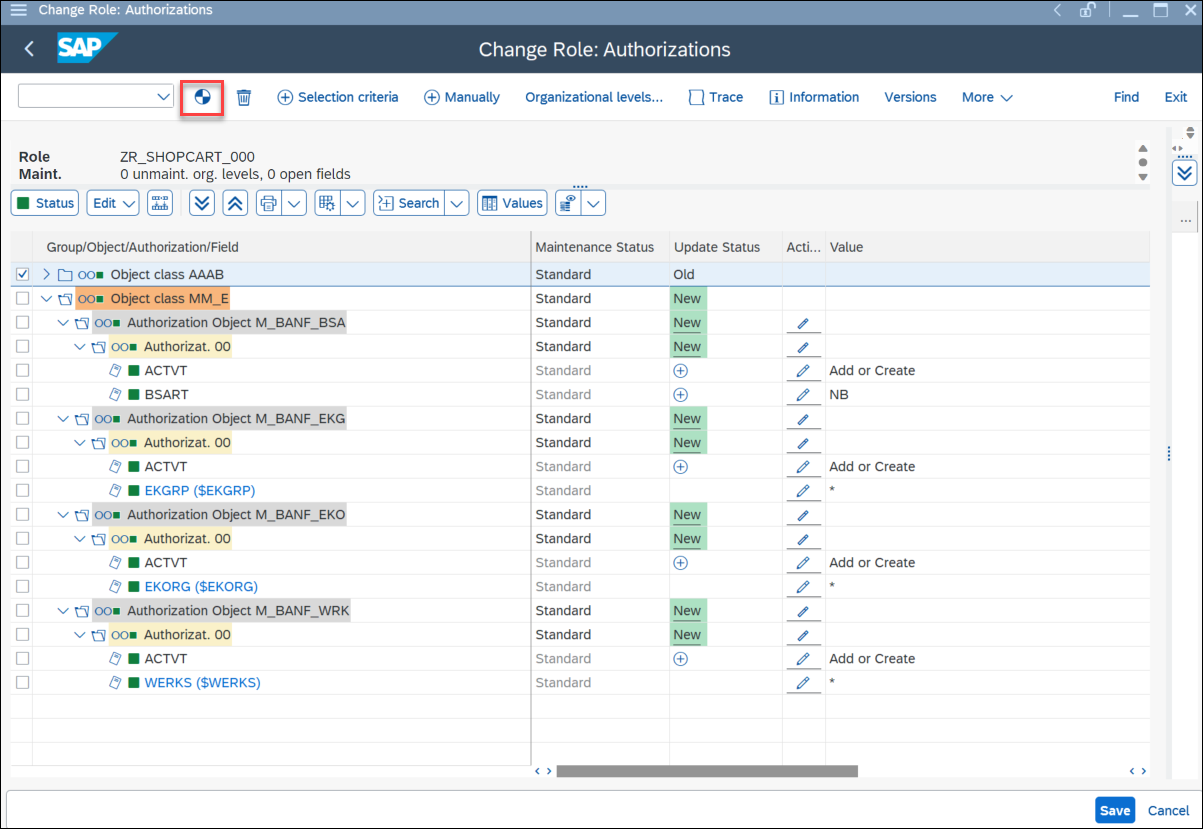 Change Role: Authorizations
SAP Change Role: Authorizations
Selection criteria Manually Organizational levels... Trace Information Versions More Find Exit
Role ZR_SHOPCART_000
Maint. 0 unmaint. org. levels, 0 open fields
Status Edit Search Values
...
Group/Object/Authorization/Field Maintenance Status Update Status Acti... Value
Object class AAAB Standard Old
Object class MM_E Standard New
Authorization Object M_BANF_BSA Standard New
Authorizat. 00 Standard New
ACTVT Standard Add or Create
BSART Standard NB
Authorization Object M_BANF_EKG Standard New
Authorizat. 00 Standard New
ACTVT Standard Add or Create
EKGRP ($EKGRP) Standard *
Authorization Object M_BANF_EKO Standard New
Authorizat. 00 Standard New
ACTVT Standard Add or Create
EKORG ($EKORG) Standard *
Authorization Object M_BANF_WRK Standard New
Authorizat. 00 Standard New
ACTVT Standard Add or Create
WERKS ($WERKS) Standard *
Save Cancel